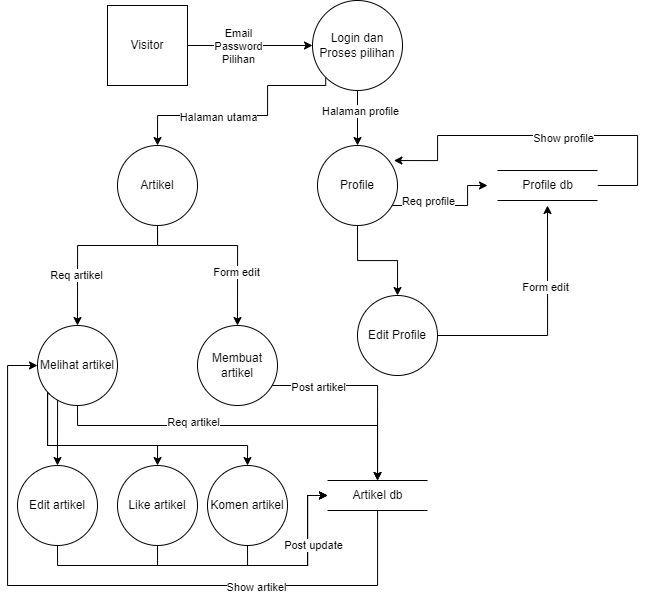 Visitor
Email
Password
Pilihan
Login dan
Proses pilihan
Halaman utama
Halaman profile
Show profile
Artikel
Profile
Req profile
Profile db
Req artikel
Form edit
Form edit
Melihat artikel
Membuat
artikel
Edit Profile
Post artikel
Req artikel
Edit artikel
Like artikel
Komen artikel
Artikel db
Post update
Show artikel